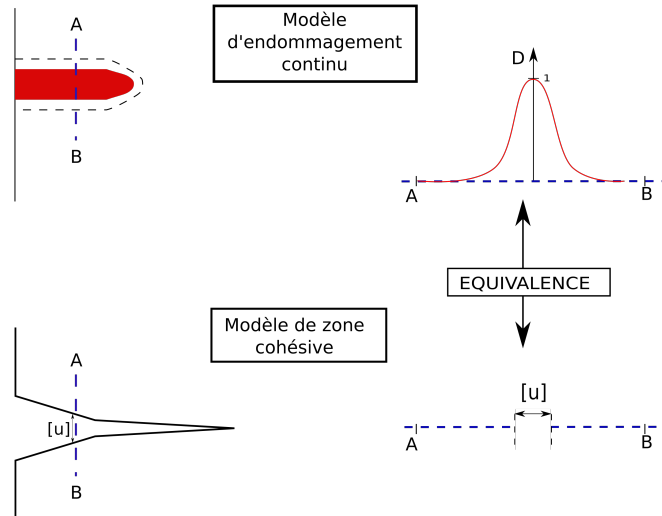 A
B
Modèle
d'endommagement
continu
D
1
A
B
EQUIVALENCE
Modèle de zone
cohésive
A
[u]
B
[u]
A
B